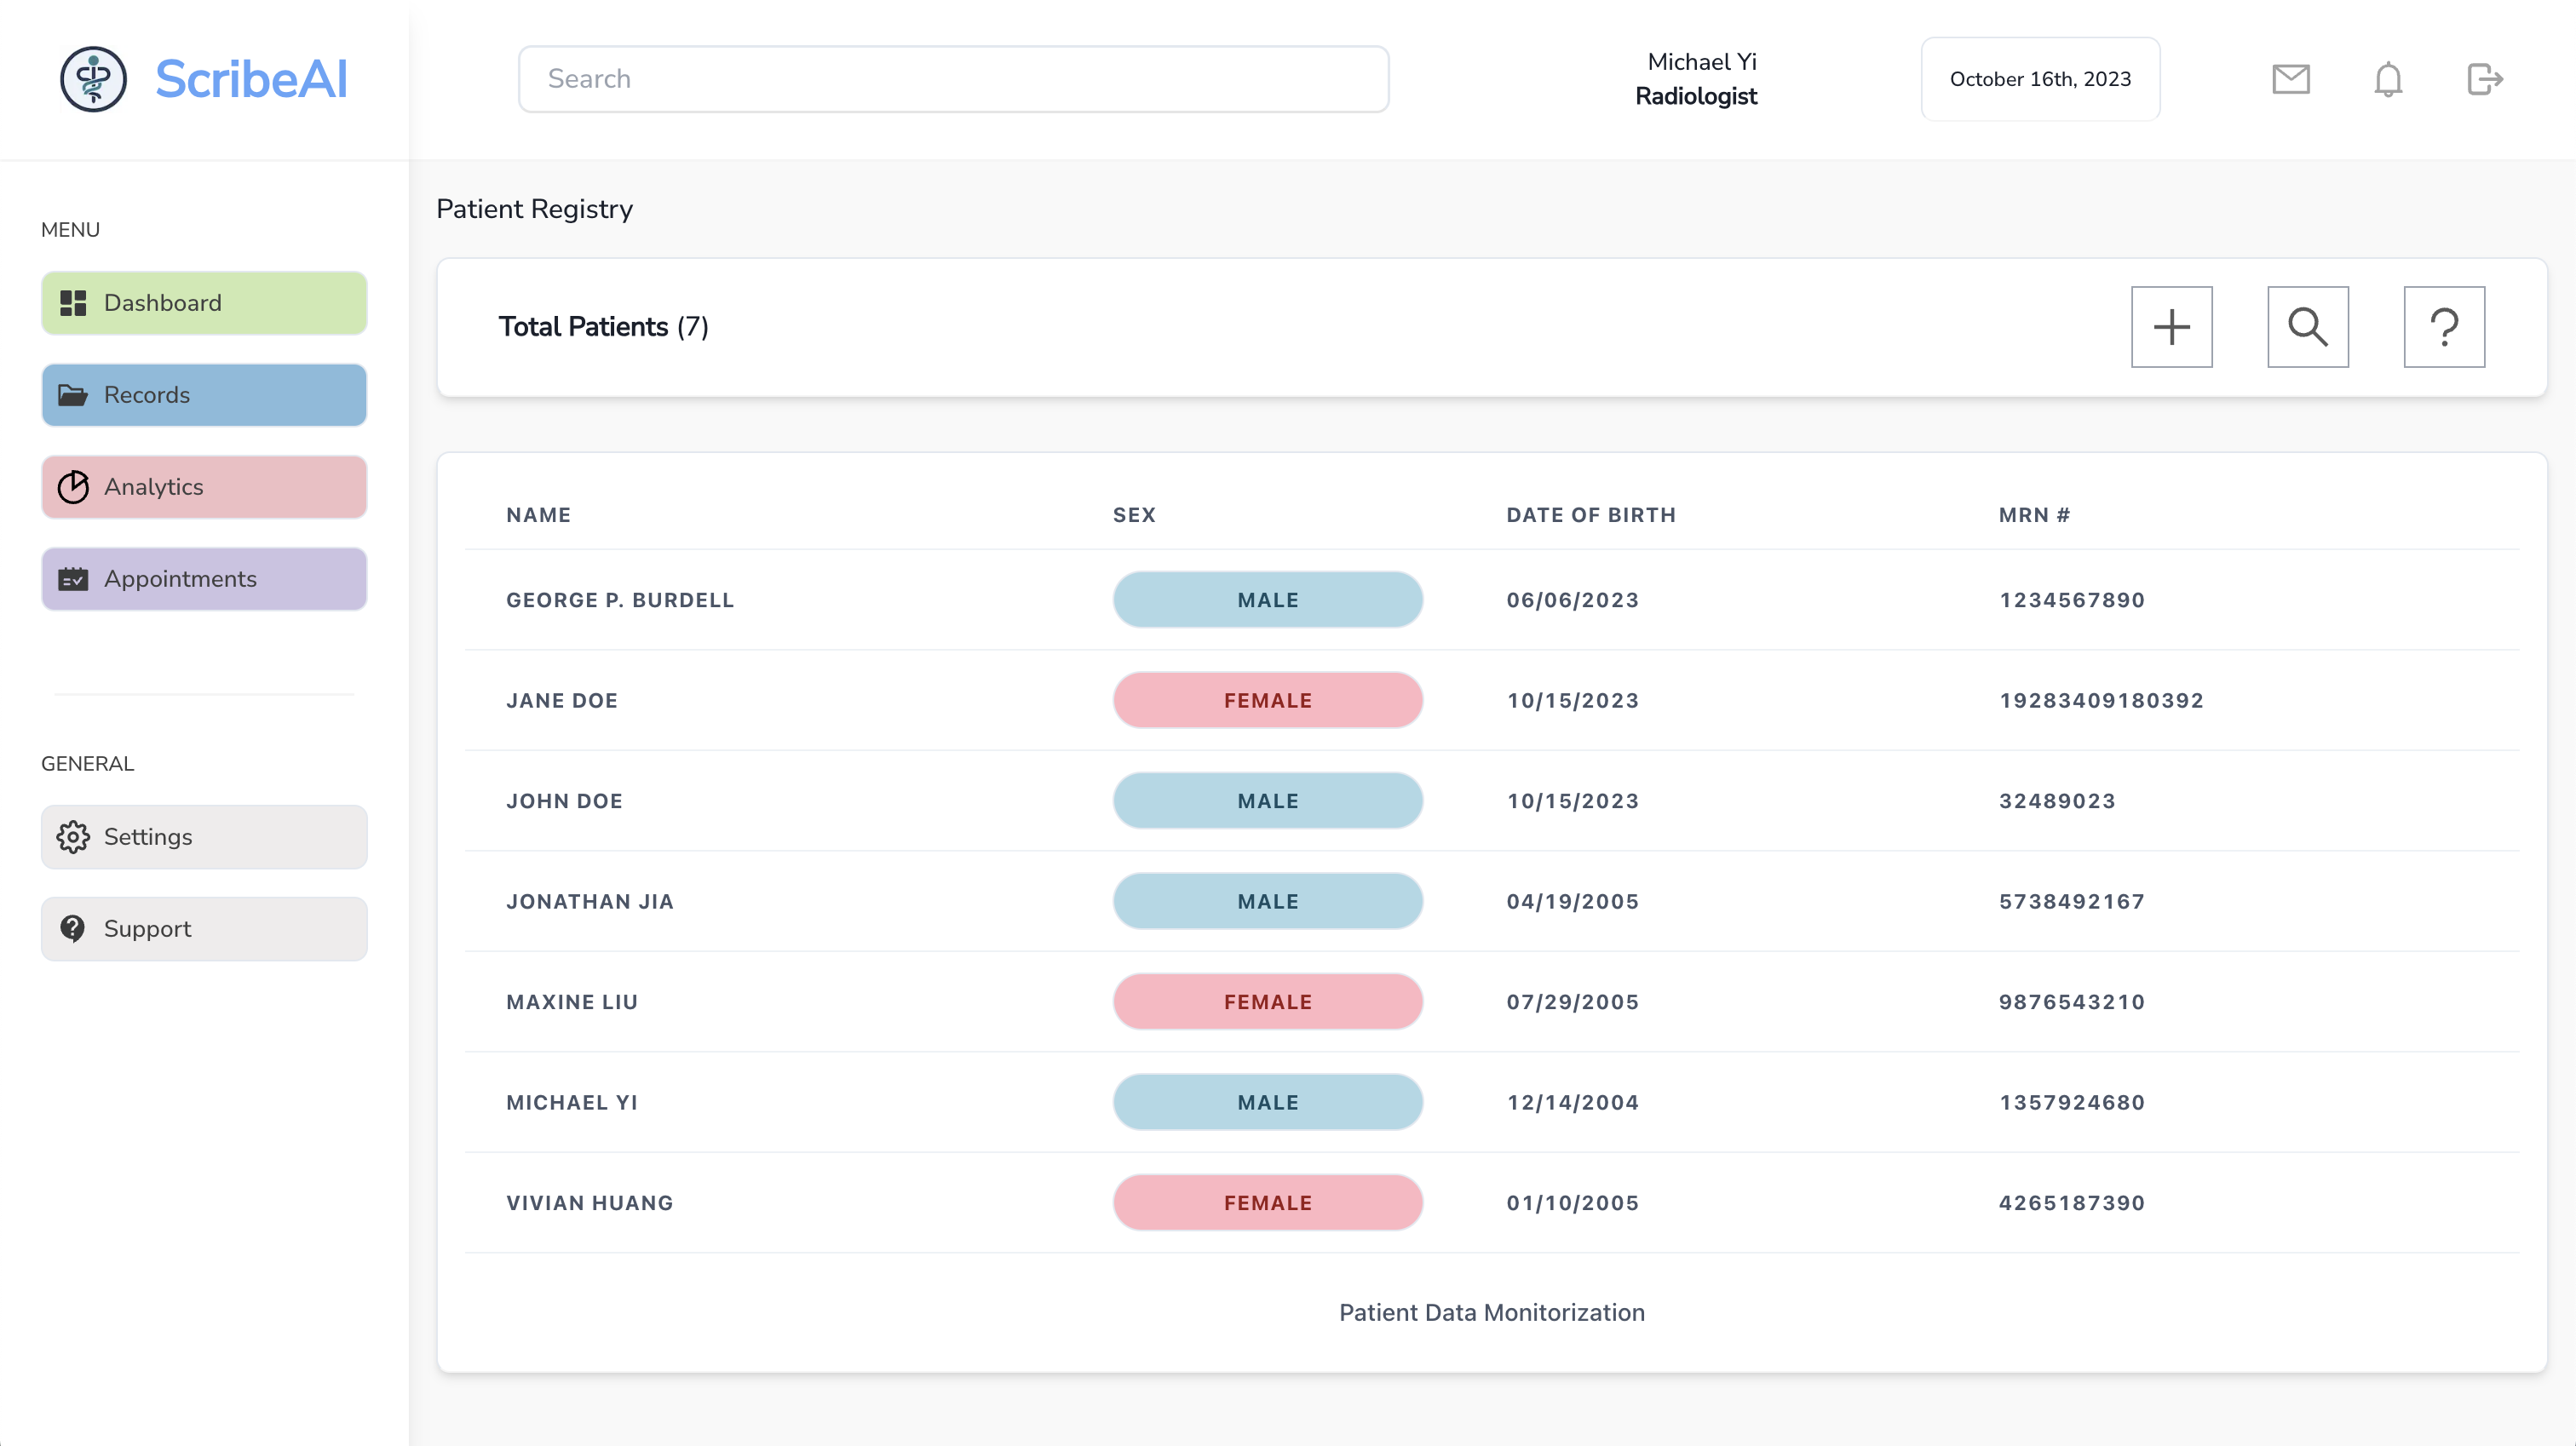 ScribeAI
Search
Michael Yi
Radiologist
October 16th, 2023
MENU
Dashboard
Records
Analytics
Appointments
GENERAL
Settings
Support
Patient Registry
Total Patients (7)
NAME SEX DATE OF BIRTH MRN #
GEORGE P. BURDELL MALE 06/06/2023 1234567890
JANE DOE FEMALE 10/15/2023 19283409180392
JOHN DOE MALE 10/15/2023 32489023
JONATHAN JIA MALE 04/19/2005 5738492167
MAXINE LIU FEMALE 07/29/2005 9876543210
MICHAEL YI MALE 12/14/2004 1357924680
VIVIAN HUANG FEMALE 01/10/2005 4265187390
Patient Data Monitorization